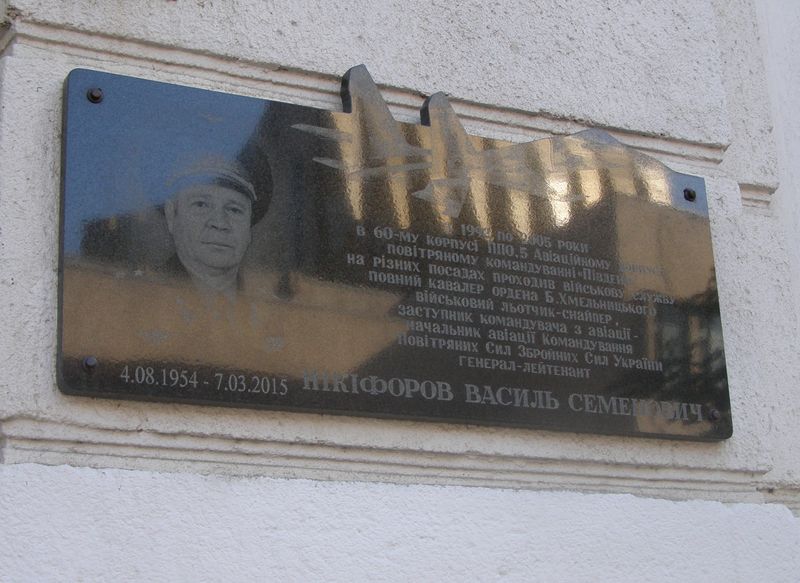 по 2005 роки
в 60-му корпусі ППО, 5 Авіаційному корпусі
повітряному командуванні "Південь"
на різних посадах проходив військову службу
повний кавалер ордена Б.Хмельницького
військовий льотчик-снайпер,
заступник командувача з авіації-
начальник авіації командування
Повітряних Сил Збройних Сил України
генерал-лейтенант
4.08.1954 - 7.03.2015 НІКІФОРОВ ВАСИЛЬ СЕМЕНОВИЧ